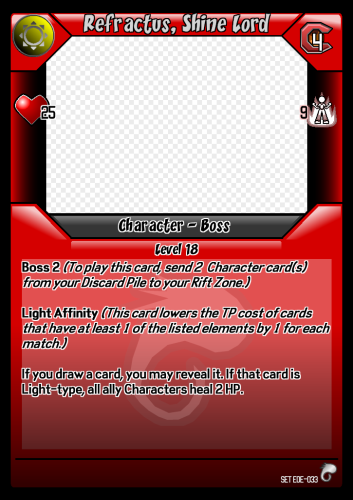 Refractus, Shine Lord
4
25
9
Character - Boss
Level 18
Boss 2 (To play this card, send 2 Character card(s)
from your Discard Pile to your Rift Zone.)
Light Affinity (This card lowers the TP cost of cards
that have at least 1 of the listed elements by 1 for each
match.)
If you draw a card, you may reveal it. If that card is
Light-type, all ally Characters heal 2 HP.
SET EDE-033